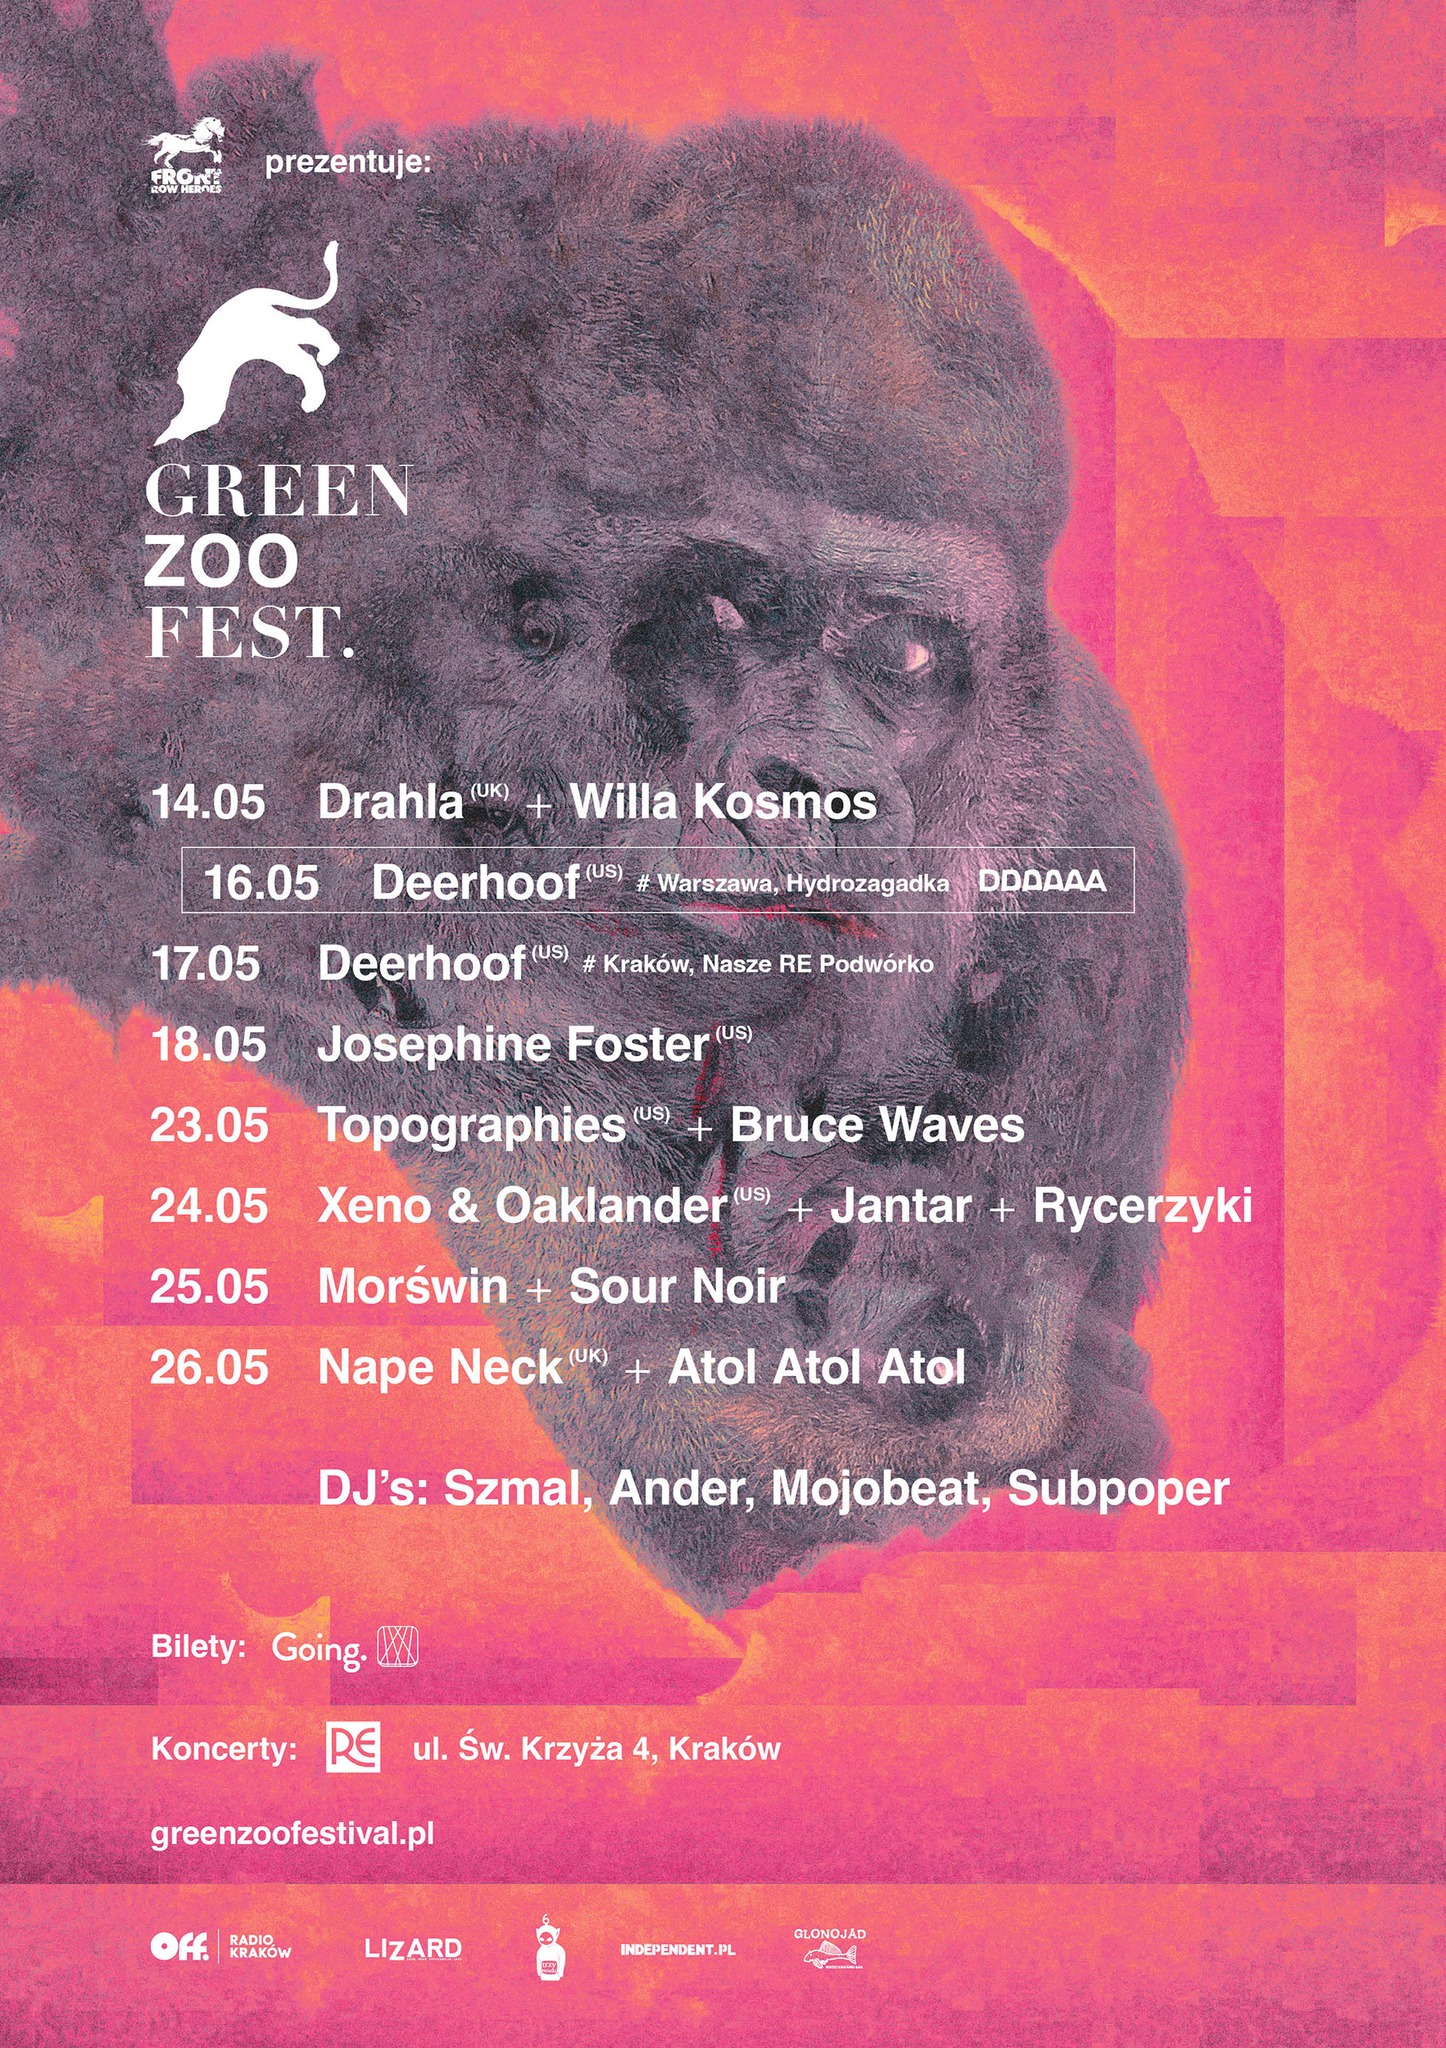 FRONT
ROW HEROES
prezentuje:
GREEN
ZOO
FEST.
14.05 Drahla (UK) + Willa Kosmos
16.05 Deerhoof (US) # Warszawa, Hydrozagadka DDDAAA
17.05 Deerhoof (US) # Kraków, Nasze RE Podwórko
18.05 Josephine Foster (US)
23.05 Topographies (US) + Bruce Waves
24.05 Xeno & Oaklander (US) + Jantar + Rycerzyki
25.05 Morświn + Sour Noir
26.05 Nape Neck (UK) + Atol Atol Atol
DJ's: Szmal, Ander, Mojobeat, Subpoper
Bilety: Going.
Koncerty: RE ul. Św. Krzyża 4, Kraków
greenzoofestival.pl
OFF. RADIO KRAKÓW
LIZARD
INDEPENDENT.PL
GLONOJAD